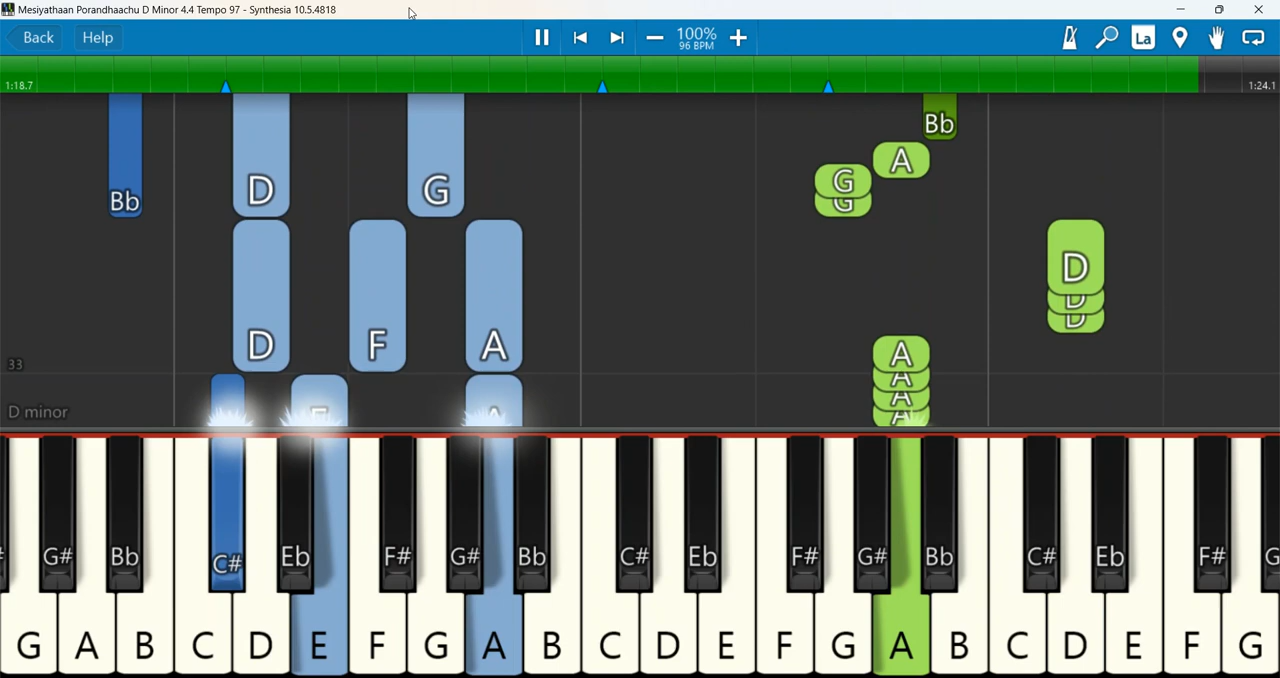 Mesiyathaan Porandhaachu D Minor 4.4 Tempo 97 - Synthesia 10.5.4818
Back Help 100% La
96 BPM
1:18.7 1:24.1
Bb
A
G
G
D G Bb
D
D
D
D F A
A
A
A
A
33
D minor
E A
G# Bb C# Eb F# G# Bb C# Eb F# G# Bb C# Eb F# G
G A B C D E F G A B C D E F G A B C D E F G